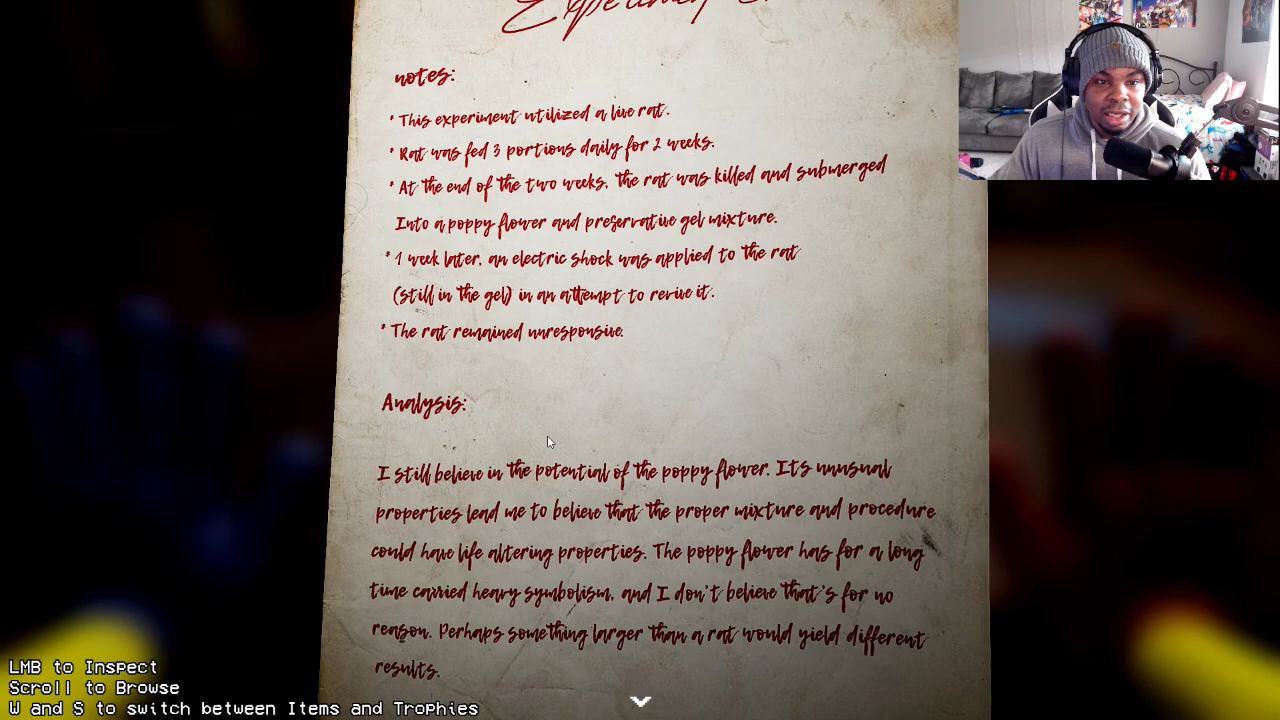 Experiment
notes:
* This experiment utilized a live rat.
* Rat was fed 3 portions daily for 2 weeks.
* At the end of the two weeks, the rat was killed and submerged
Into a poppy flower and preservative gel mixture.
* 1 week later, an electric shock was applied to the rat
(still in the gel) in an attempt to revive it.
* The rat remained unresponsive.
Analysis:
I still believe in the potential of the poppy flower. Its unusual
properties lead me to believe that the proper mixture and procedure
could have life altering properties. The poppy flower has for a long
time carried heavy symbolism, and I don't believe that's for no
reason. Perhaps something larger than a rat would yield different
results.
LMB to Inspect
Scroll to Browse
W and S to switch between Items and Trophies